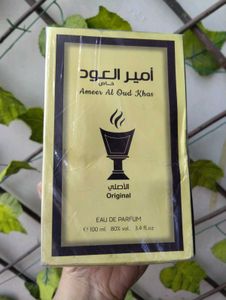 أمير العود
خاص
Ameer Al Oud Khas
الأصلي
Original
EAU DE PARFUM
℮ 100 ml 80% vol. 3.4 fl.oz